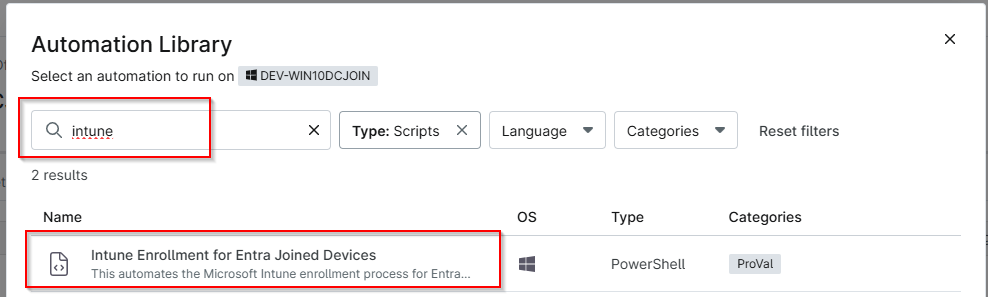 Automation Library
Select an automation to run on DEV-WIN10DCJOIN
intune Type: Scripts Language Categories Reset filters
2 results
Name OS Type Categories
Intune Enrollment for Entra Joined Devices
This automates the Microsoft Intune enrollment process for Entra...
PowerShell ProVal